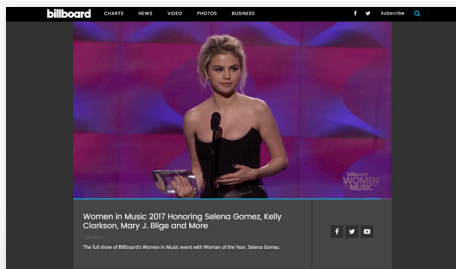 billboard CHARTS NEWS VIDEO PHOTOS BUSINESS Subscribe
billboard
WOMEN
IN
MUSIC
Women in Music 2017 Honoring Selena Gomez, Kelly
Clarkson, Mary J. Blige and More
The full show of Billboard's Women In Music event with Woman of the Year, Selena Gomez.